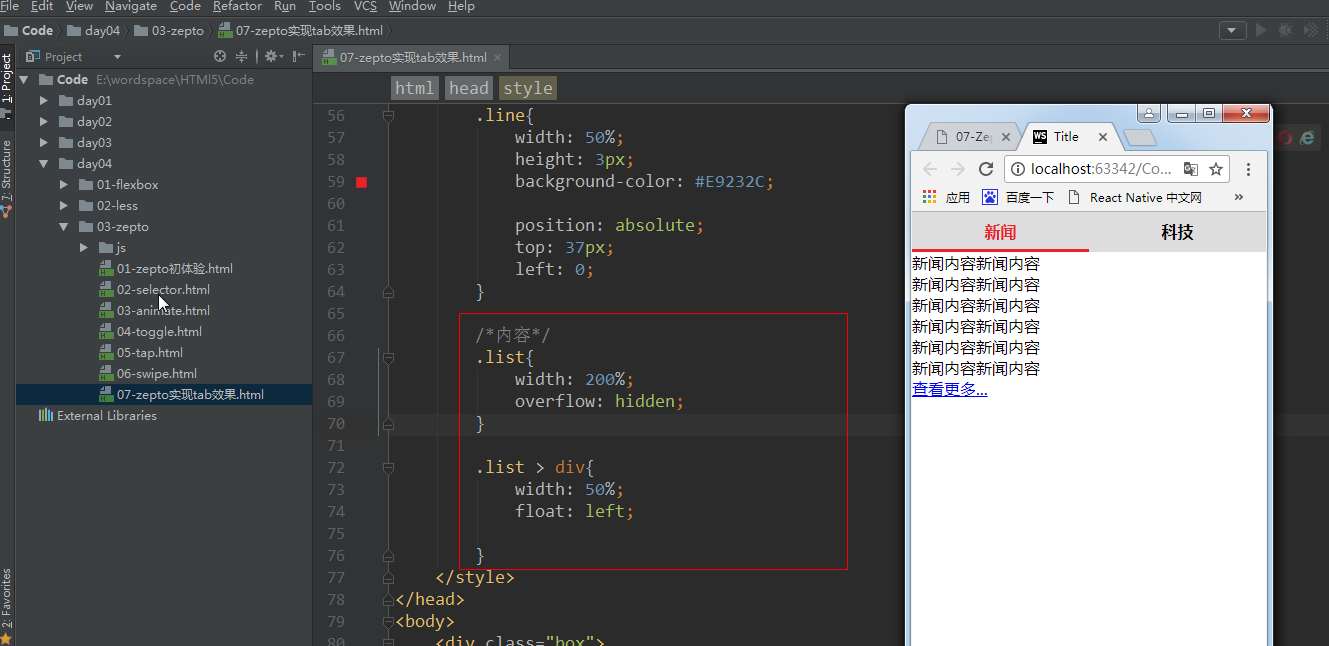 File Edit View Navigate Code Refactor Run Tools VCS Window Help
Code day04 03-zepto 07-zepto实现tab效果.html
1: Project
7: Structure
2: Favorites
Project
Code E:\wordspace\HTMl5\Code
day01
day02
day03
day04
01-flexbox
02-less
03-zepto
js
01-zepto初体验.html
02-selector.html
03-animate.html
04-toggle.html
05-tap.html
06-swipe.html
07-zepto实现tab效果.html
External Libraries
07-zepto实现tab效果.html
html head style
56 .line{
57 width: 50%;
58 height: 3px;
59 background-color: #E9232C;
60
61 position: absolute;
62 top: 37px;
63 left: 0;
64 }
65
66 /*内容*/
67 .list{
68 width: 200%;
69 overflow: hidden;
70 }
71
72 .list > div{
73 width: 50%;
74 float: left;
75
76 }
77 </style>
78 </head>
79 <body>
80 <div class="box">
07-Ze
WS Title
localhost:63342/Co...
应用 百度一下 React Native 中文网 »
新闻 科技
新闻内容新闻内容
新闻内容新闻内容
新闻内容新闻内容
新闻内容新闻内容
新闻内容新闻内容
新闻内容新闻内容
查看更多...